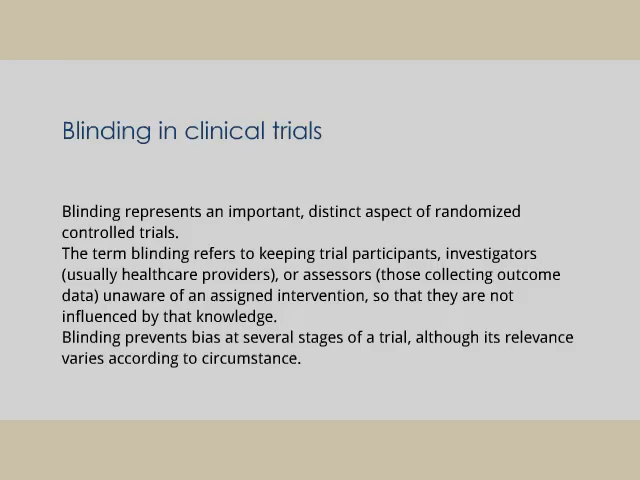 Blinding in clinical trials
Blinding represents an important, distinct aspect of randomized
controlled trials.
The term blinding refers to keeping trial participants, investigators
(usually healthcare providers), or assessors (those collecting outcome
data) unaware of an assigned intervention, so that they are not
influenced by that knowledge.
Blinding prevents bias at several stages of a trial, although its relevance
varies according to circumstance.